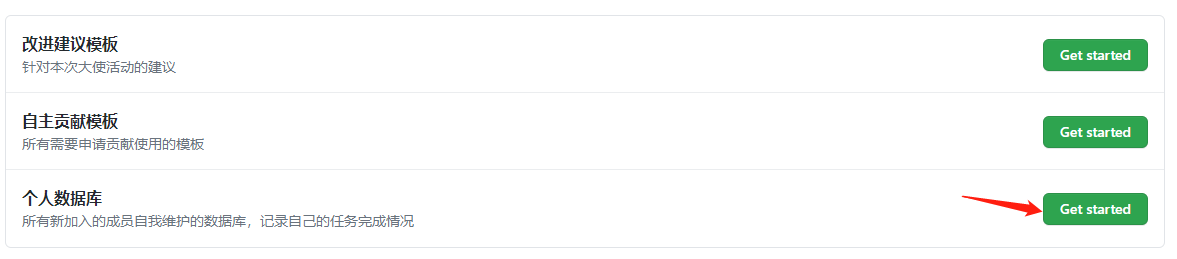 改进建议模板
针对本次大使活动的建议
Get started
自主贡献模板
所有需要申请贡献使用的模板
Get started
个人数据库
所有新加入的成员自我维护的数据库，记录自己的任务完成情况
Get started